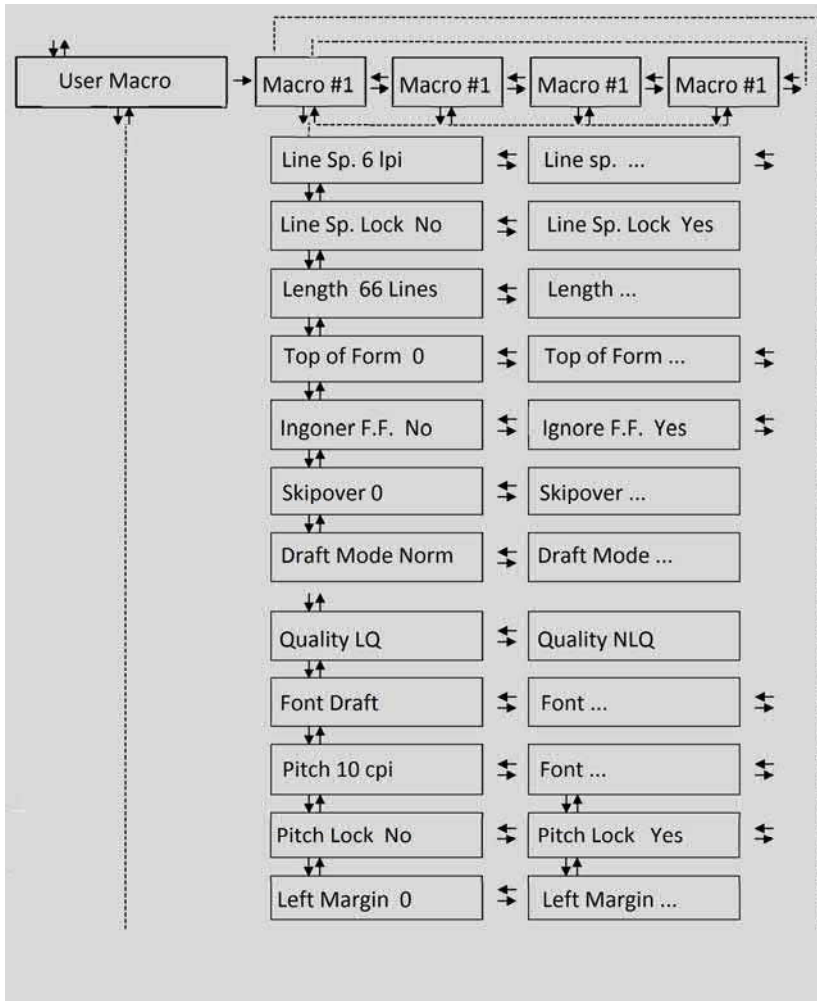 User Macro Macro #1 Macro #1 Macro #1 Macro #1
Line Sp. 6 lpi Line sp. ...
Line Sp. Lock No Line Sp. Lock Yes
Length 66 Lines Length ...
Top of Form 0 Top of Form ...
Ingoner F.F. No Ignore F.F. Yes
Skipover 0 Skipover ...
Draft Mode Norm Draft Mode ...
Quality LQ Quality NLQ
Font Draft Font ...
Pitch 10 cpi Font ...
Pitch Lock No Pitch Lock Yes
Left Margin 0 Left Margin ...